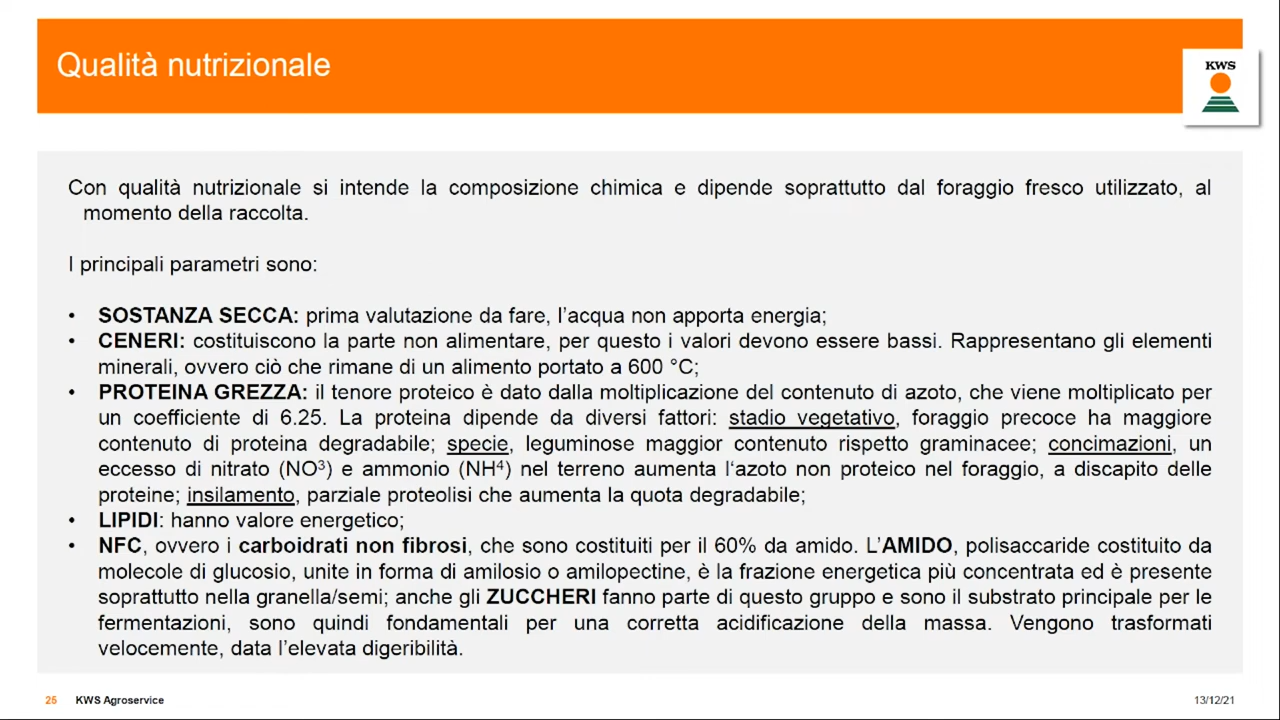 Qualità nutrizionale
KWS
Con qualità nutrizionale si intende la composizione chimica e dipende soprattutto dal foraggio fresco utilizzato, al
momento della raccolta.
I principali parametri sono:
• SOSTANZA SECCA: prima valutazione da fare, l’acqua non apporta energia;
• CENERI: costituiscono la parte non alimentare, per questo i valori devono essere bassi. Rappresentano gli elementi
minerali, ovvero ciò che rimane di un alimento portato a 600 °C;
• PROTEINA GREZZA: il tenore proteico è dato dalla moltiplicazione del contenuto di azoto, che viene moltiplicato per
un coefficiente di 6.25. La proteina dipende da diversi fattori: stadio vegetativo, foraggio precoce ha maggiore
contenuto di proteina degradabile; specie, leguminose maggior contenuto rispetto graminacee; concimazioni, un
eccesso di nitrato (NO³) e ammonio (NH⁴) nel terreno aumenta l‘azoto non proteico nel foraggio, a discapito delle
proteine; insilamento, parziale proteolisi che aumenta la quota degradabile;
• LIPIDI: hanno valore energetico;
• NFC, ovvero i carboidrati non fibrosi, che sono costituiti per il 60% da amido. L’AMIDO, polisaccaride costituito da
molecole di glucosio, unite in forma di amilosio o amilopectine, è la frazione energetica più concentrata ed è presente
soprattutto nella granella/semi; anche gli ZUCCHERI fanno parte di questo gruppo e sono il substrato principale per le
fermentazioni, sono quindi fondamentali per una corretta acidificazione della massa. Vengono trasformati
velocemente, data l’elevata digeribilità.
25 KWS Agroservice
13/12/21